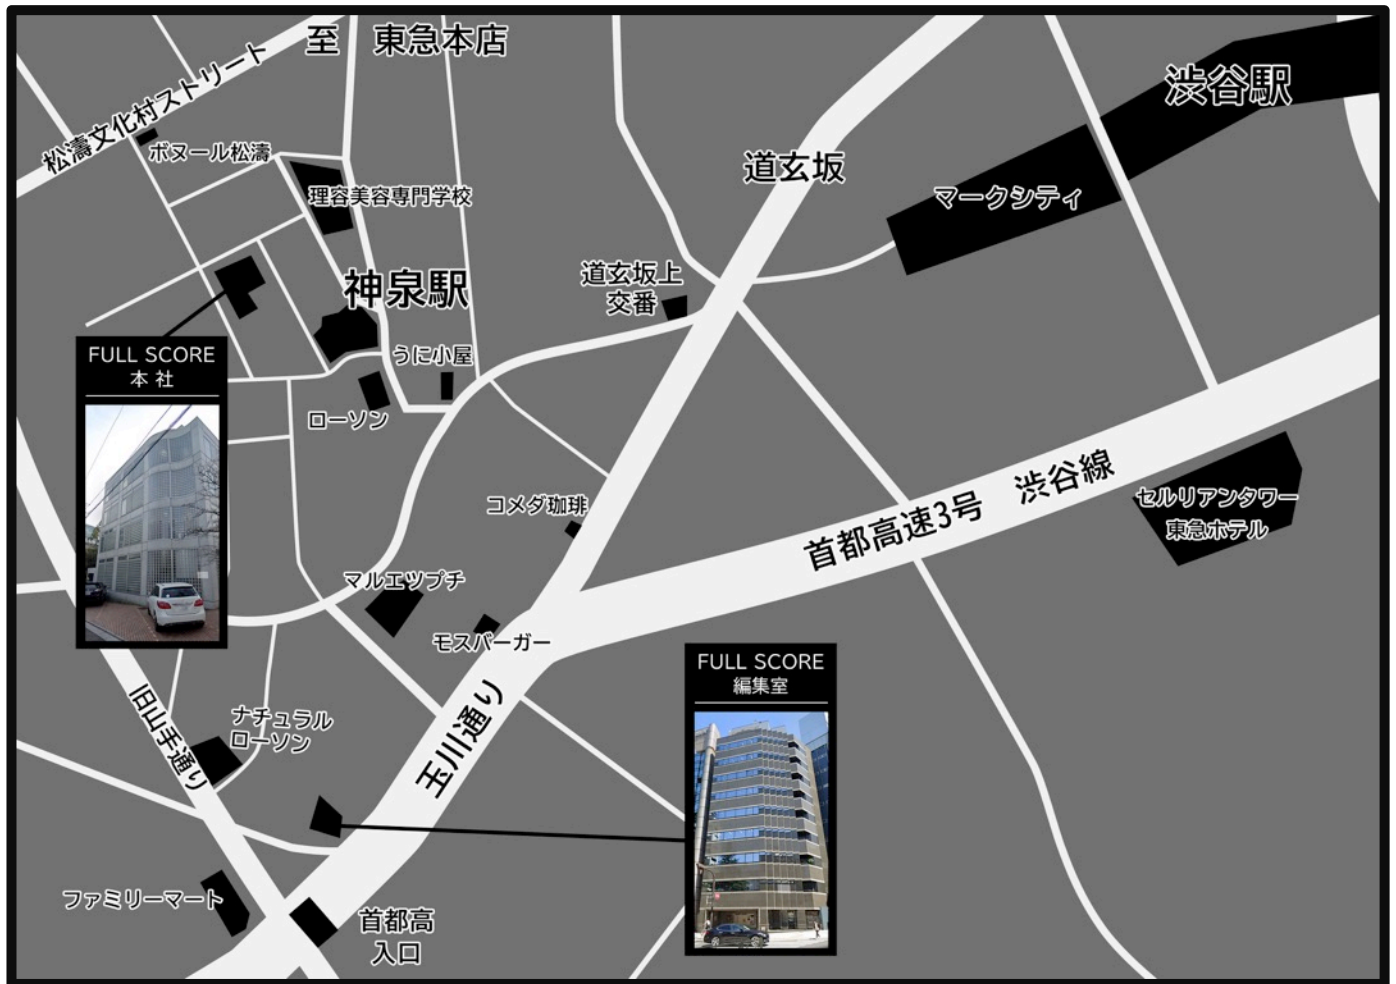 至　東急本店
松濤文化村ストリート
渋谷駅
ボヌール松濤
道玄坂
理容美容専門学校
マークシティ
神泉駅
道玄坂上
交番
FULL SCORE
本 社
うに小屋
ローソン
首都高速3号　渋谷線
セルリアンタワー
東急ホテル
コメダ珈琲
マルエツプチ
モスバーガー
FULL SCORE
編集室
旧山手通り
ナチュラル
ローソン
玉川通り
ファミリーマート
首都高
入口